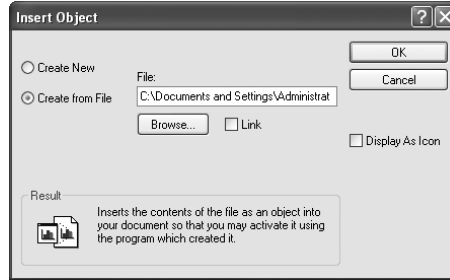 Insert Object
OK
Create New
File:
Cancel
Create from File
C:\Documents and Settings\Administrat
Browse...
Link
Display As Icon
Result
Inserts the contents of the file as an object into
your document so that you may activate it using
the program which created it.